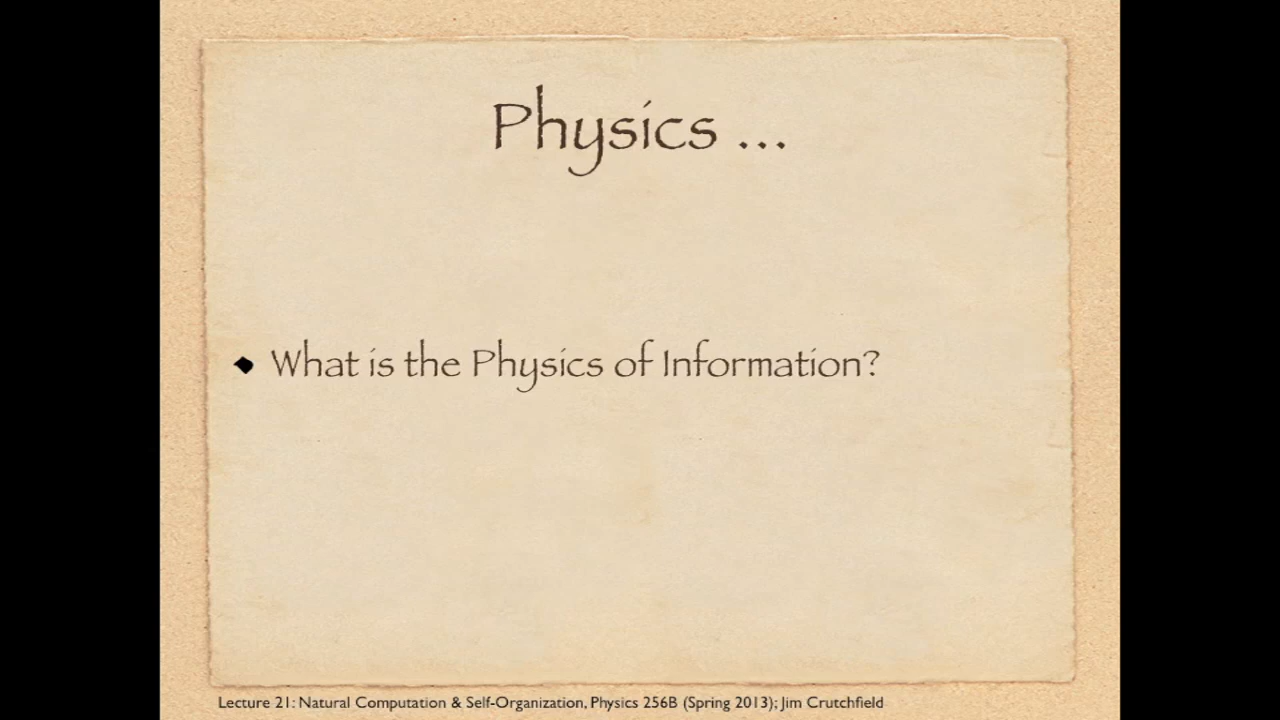 Physics ...
What is the Physics of Information?
Lecture 21: Natural Computation & Self-Organization, Physics 256B (Spring 2013); Jim Crutchfield